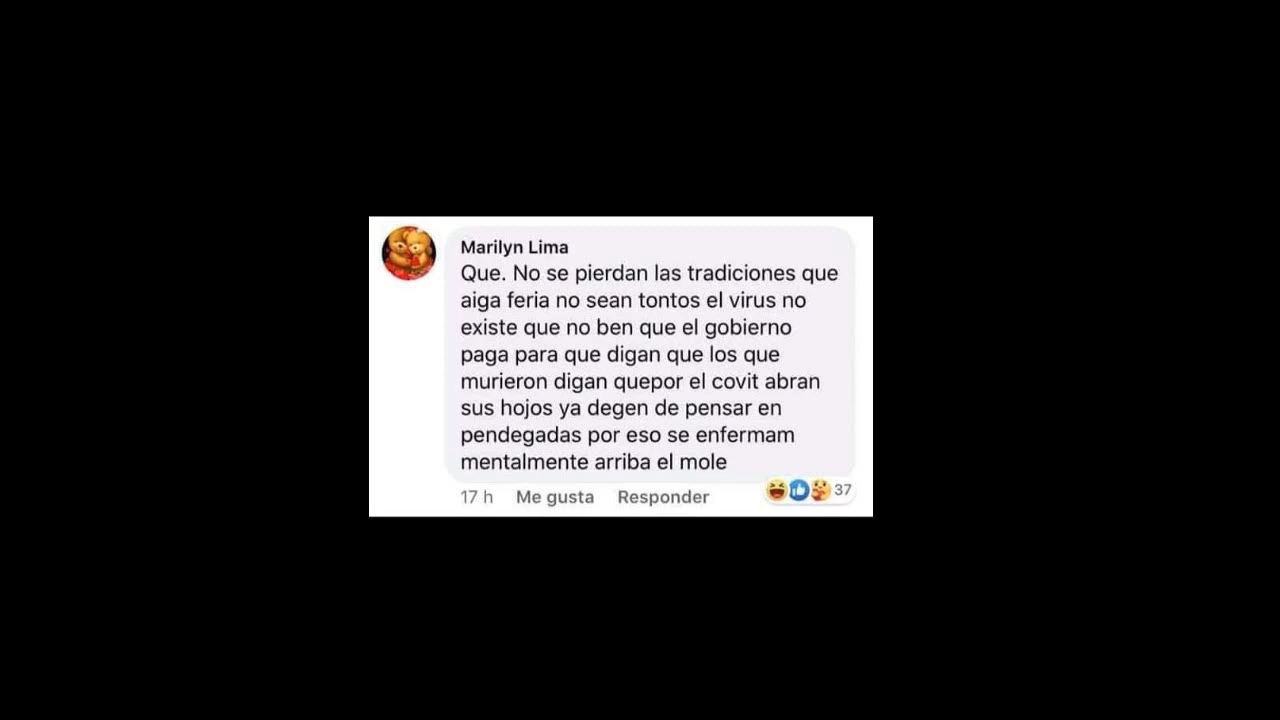 Marilyn Lima
Que. No se pierdan las tradiciones que
aiga feria no sean tontos el virus no
existe que no ben que el gobierno
paga para que digan que los que
murieron digan quepor el covit abran
sus hojos ya degen de pensar en
pendegadas por eso se enfermam
mentalmente arriba el mole
17 h Me gusta Responder 37